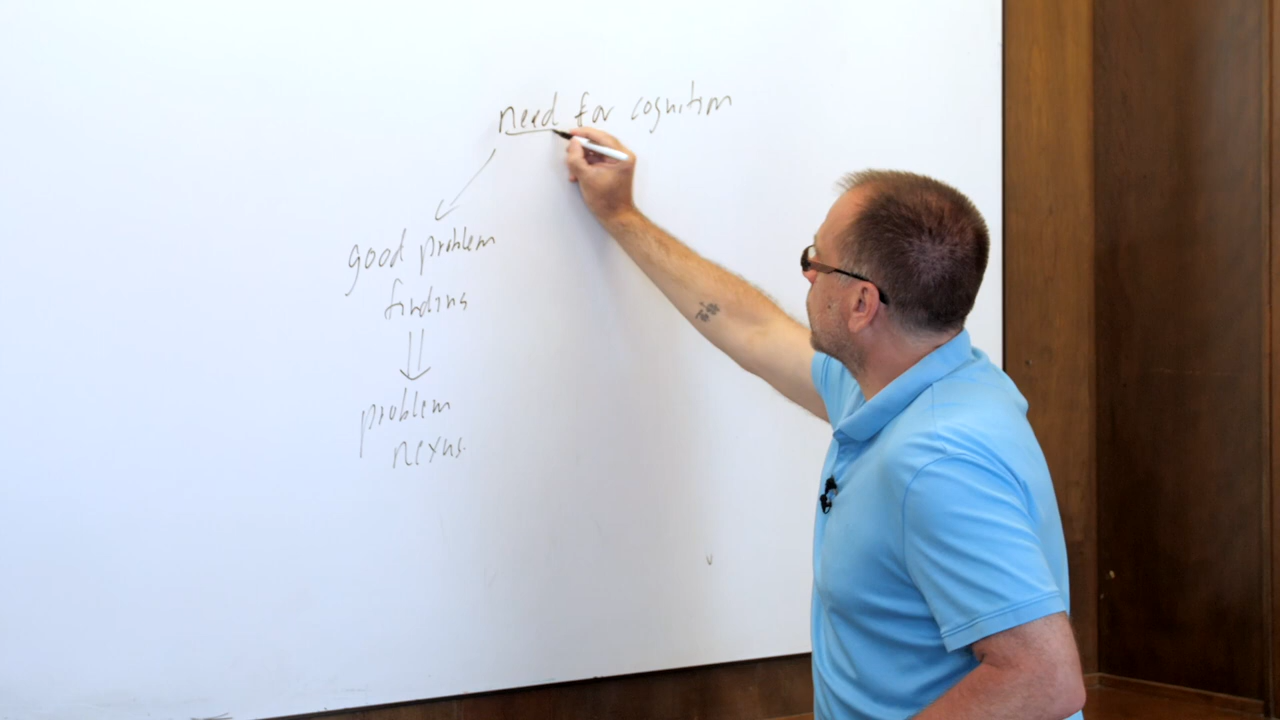 need for cognition
good problem
finding
problem
nexus.